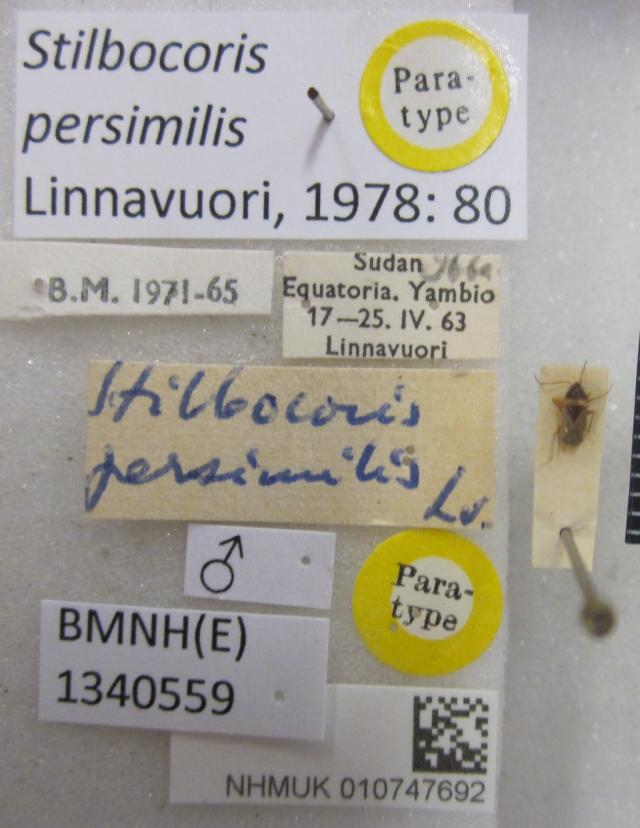 Stilbocoris
persimilis
Linnavuori, 1978: 80
Para-
type
B.M. 1971-65
Sudan
Equatoria. Yambio
17—25. IV. 63
Linnavuori
Stilbocoris
persimilis
Lv.
♂
Para-
type
BMNH(E)
1340559
NHMUK 010747692